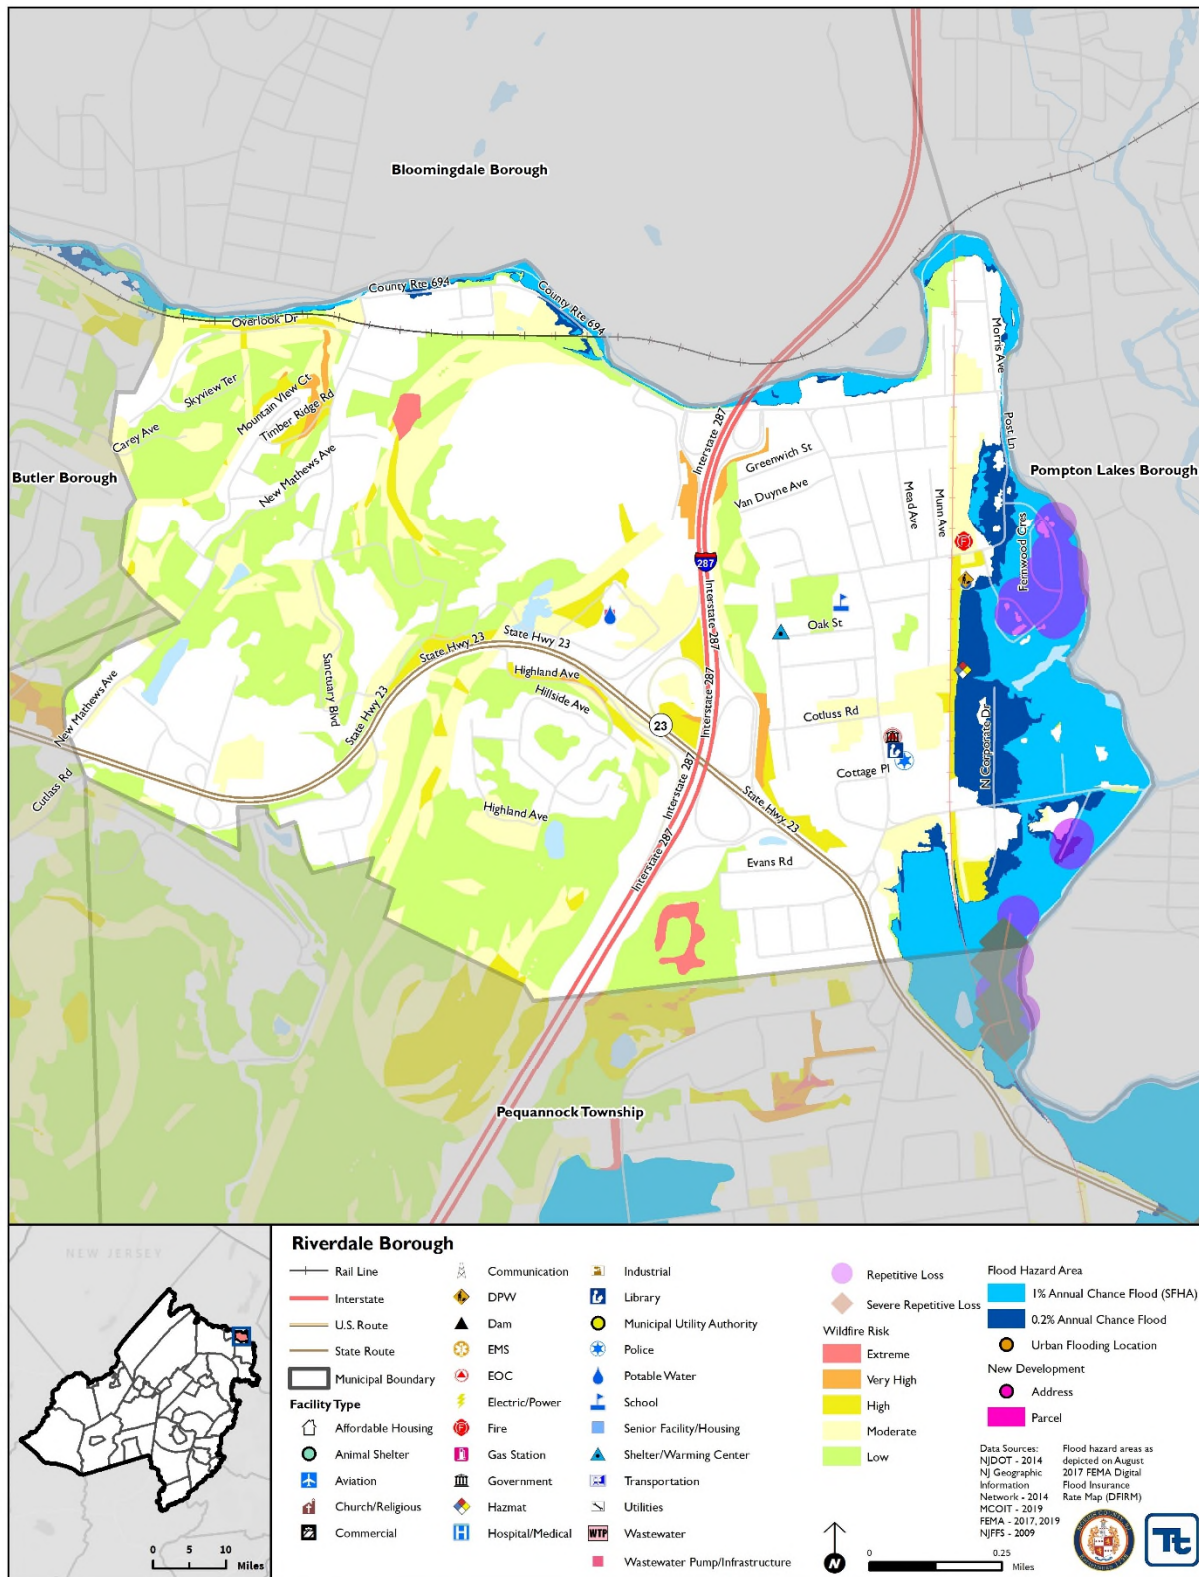 Bloomingdale Borough
County Rte 694
County Rte 694
Overlook Dr
Skyview Ter
Mountain View Ct
Timber Ridge Rd
Carey Ave
New Mathews Ave
Butler Borough
Interstate 287
Greenwich St
Van Duyne Ave
Mead Ave
Munn Ave
Morris Ave
Post Ln
Pompton Lakes Borough
Fernwood Cres
F
287
Interstate 287
Oak St
State Hwy 23
State Hwy 23
Highland Ave
Hillside Ave
Sanctuary Blvd
State Hwy 23
New Mathews Ave
Cutlass Rd
23
Interstate 287
Cotluss Rd
Cottage Pl
N Corporate Dr
Interstate 287
State Hwy 23
Highland Ave
Interstate 287
Evans Rd
Pequannock Township
NEW JERSEY
0 5 10
Miles
Riverdale Borough
Rail Line
Interstate
U.S. Route
State Route
Municipal Boundary
Facility Type
Affordable Housing
Animal Shelter
Aviation
Church/Religious
Commercial
Communication
DPW
Dam
EMS
EOC
Electric/Power
F Fire
Gas Station
Government
Hazmat
H Hospital/Medical
Industrial
Library
Municipal Utility Authority
Police
Potable Water
School
Senior Facility/Housing
Shelter/Warming Center
Transportation
Utilities
WTP Wastewater
Wastewater Pump/Infrastructure
Repetitive Loss
Severe Repetitive Loss
Wildfire Risk
Extreme
Very High
High
Moderate
Low
Flood Hazard Area
1% Annual Chance Flood (SFHA)
0.2% Annual Chance Flood
Urban Flooding Location
New Development
Address
Parcel
Data Sources:
NJDOT - 2014
NJ Geographic
Information
Network - 2014
MCOIT - 2019
FEMA - 2017, 2019
NJFFS - 2009
Flood hazard areas as
depicted on August
2017 FEMA Digital
Flood Insurance
Rate Map (DFIRM)
N
0 0.25
Miles
Tt